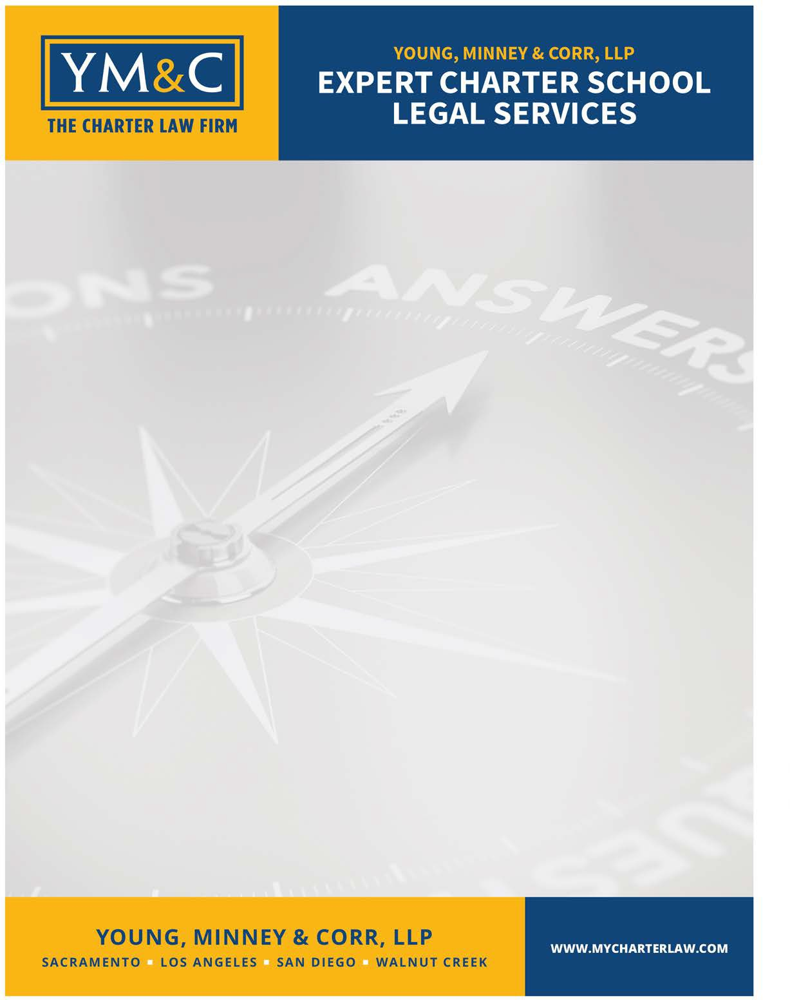 YM&C
THE CHARTER LAW FIRM
YOUNG, MINNEY & CORR, LLP
EXPERT CHARTER SCHOOL
LEGAL SERVICES
ONS
ANSWERS
QUEST
YOUNG, MINNEY & CORR, LLP
SACRAMENTO ▪ LOS ANGELES ▪ SAN DIEGO ▪ WALNUT CREEK
WWW.MYCHARTERLAW.COM